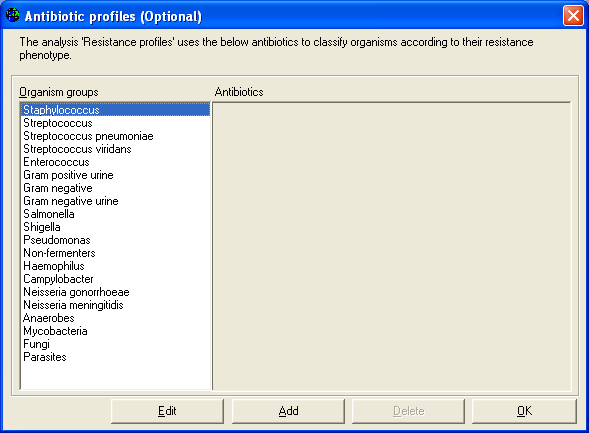 Antibiotic profiles (Optional)
The analysis 'Resistance profiles' uses the below antibiotics to classify organisms according to their resistance
phenotype.
Organism groups
Antibiotics
Staphylococcus
Streptococcus
Streptococcus pneumoniae
Streptococcus viridans
Enterococcus
Gram positive urine
Gram negative
Gram negative urine
Salmonella
Shigella
Pseudomonas
Non-fermenters
Haemophilus
Campylobacter
Neisseria gonorrhoeae
Neisseria meningitidis
Anaerobes
Mycobacteria
Fungi
Parasites
Edit Add Delete OK